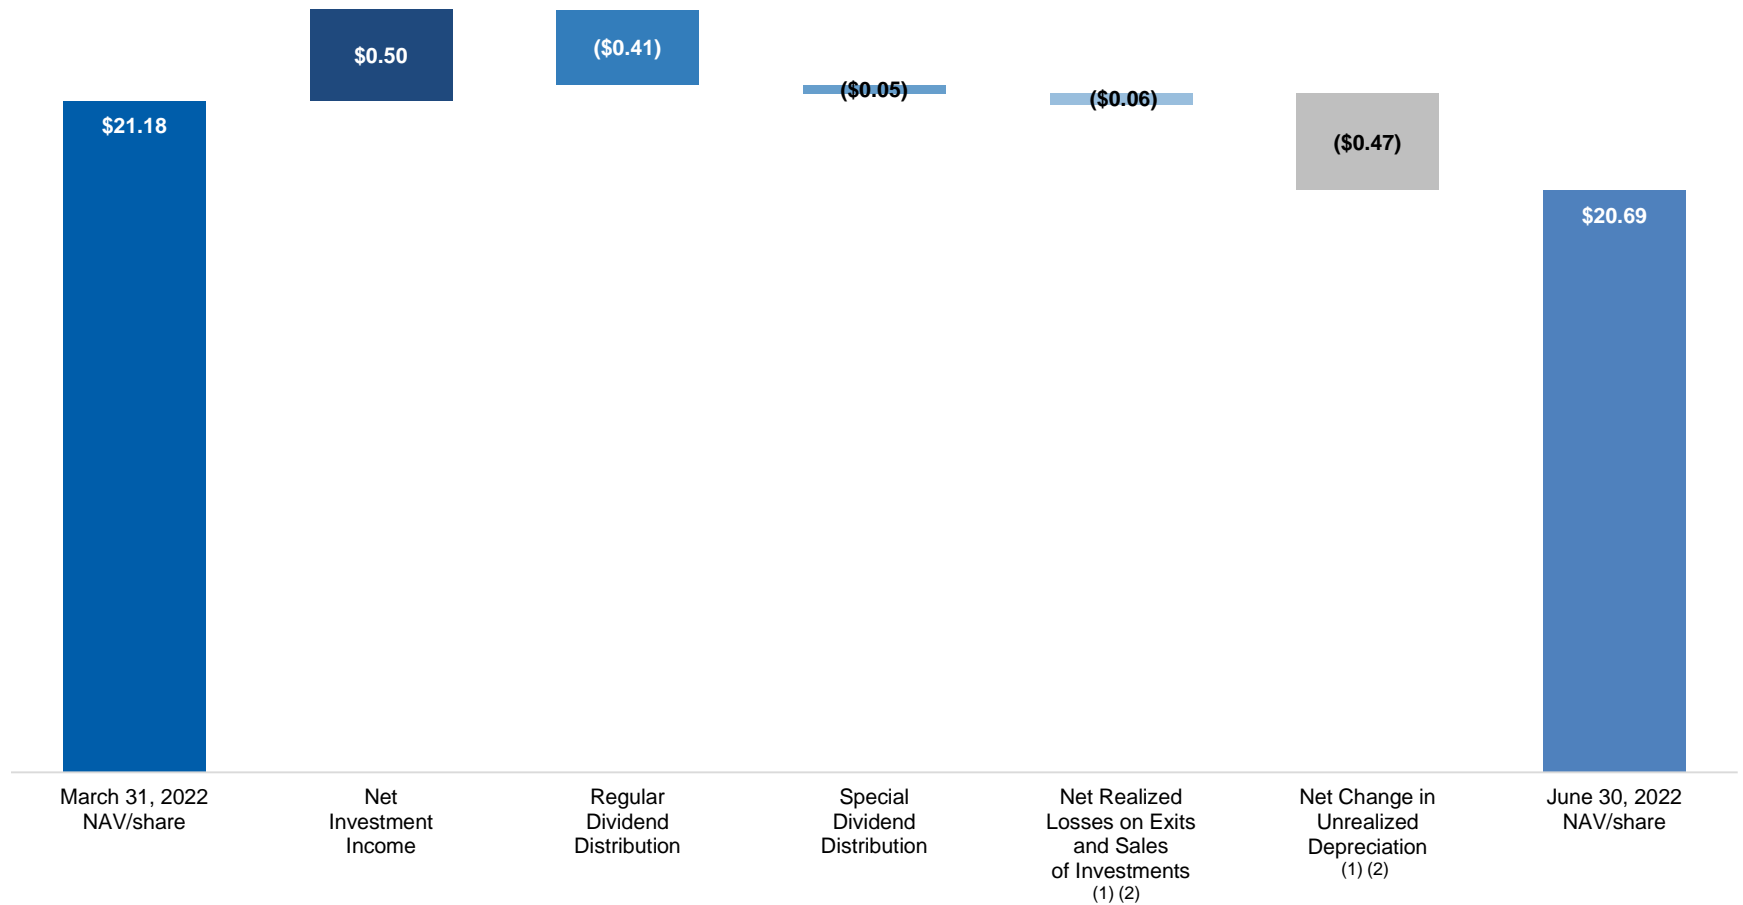 $21.18
$0.50
($0.41)
($0.05)
($0.06)
($0.47)
$20.69
March 31, 2022
NAV/share
Net
Investment
Income
Regular
Dividend
Distribution
Special
Dividend
Distribution
Net Realized
Losses on Exits
and Sales
of Investments
(1) (2)
Net Change in
Unrealized
Depreciation
(1) (2)
June 30, 2022
NAV/share